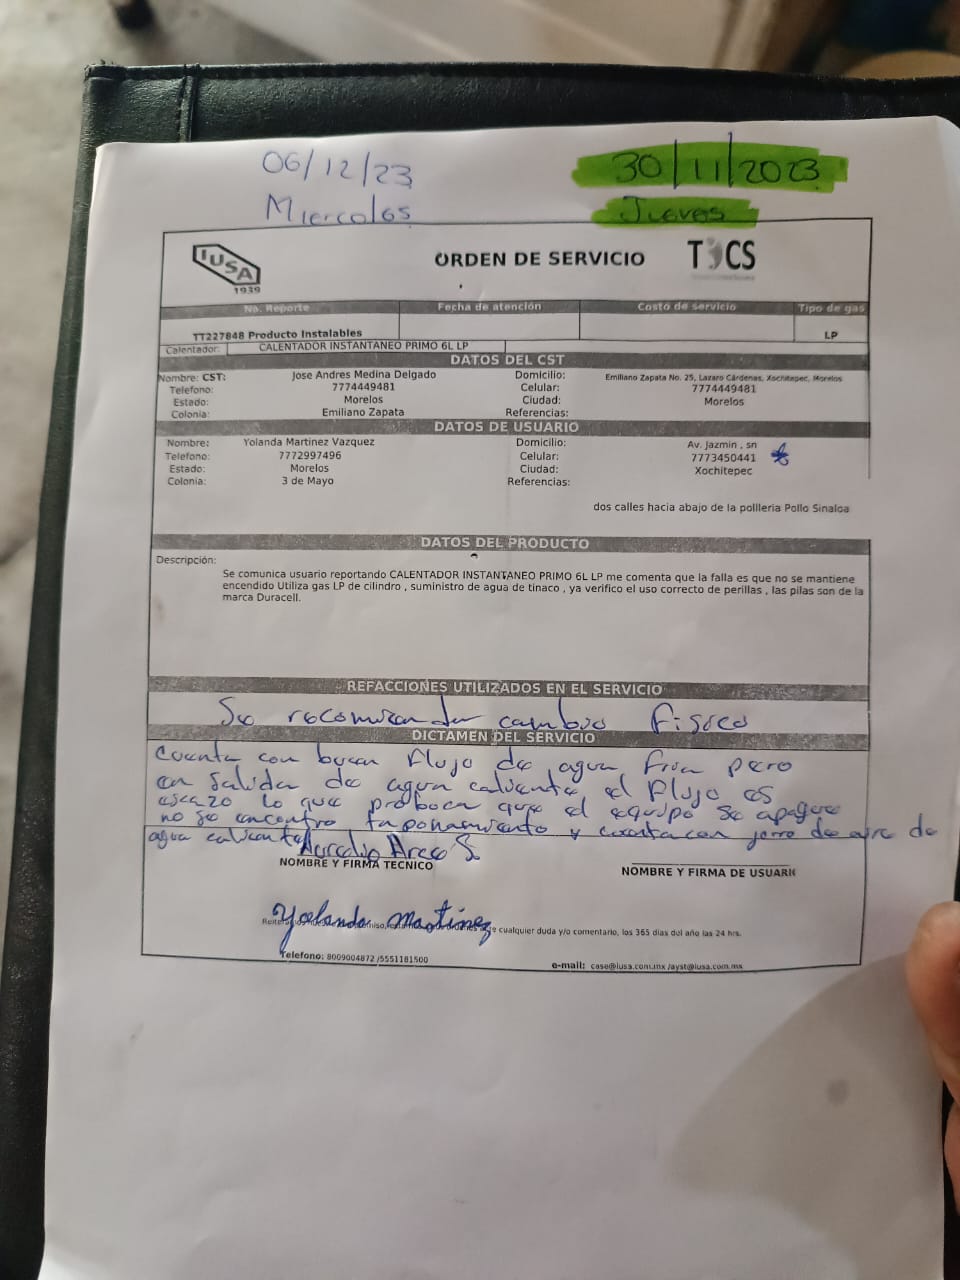 06/12/23 30/11/2023
Miercoles Jueves
IUSA
1939
ORDEN DE SERVICIO
No. Reporte Fecha de atención Costo de servicio Tipo de gas
TT227848 Producto Instalables LP
Calentador: CALENTADOR INSTANTANEO PRIMO 6L LP
DATOS DEL CST
Nombre: CST: Jose Andres Medina Delgado Domicilio: Emiliano Zapata No. 25, Lazaro Cárdenas, Xochitepec, Morelos
Telefono: 7774449481 Celular: 7774449481
Estado: Morelos Ciudad: Morelos
Colonia: Emiliano Zapata Referencias:
DATOS DE USUARIO
Nombre: Yolanda Martinez Vazquez Domicilio: Av. Jazmin , sn
Telefono: 7772997496 Celular: 7773450441
Estado: Morelos Ciudad: Xochitepec
Colonia: 3 de Mayo Referencias:
dos calles hacia abajo de la pollleria Pollo Sinaloa
DATOS DEL PRODUCTO
Descripción:
Se comunica usuario reportando CALENTADOR INSTANTANEO PRIMO 6L LP me comenta que la falla es que no se mantiene
encendido Utiliza gas LP de cilindro , suministro de agua de tinaco , ya verifico el uso correcto de perillas , las pilas son de la
marca Duracell.
REFACCIONES UTILIZADOS EN EL SERVICIO
Se cambio fisico
DICTAMEN DEL SERVICIO
Cuenta con buen flujo de agua fria pero
en salida de agua caliente el flujo es
escazo lo que proboca que el equipo se apague
no se encontro taponamiento y cuenta con jarro de aire de
agua caliente
NOMBRE Y FIRMA TECNICO NOMBRE Y FIRMA DE USUARIO
Yolanda Martinez
cualquier duda y/o comentario, los 365 dias del año las 24 hrs.
Telefono: 8009004872 /5551181500 e-mail: case@iusa.com.mx /ayst@iusa.com.mx